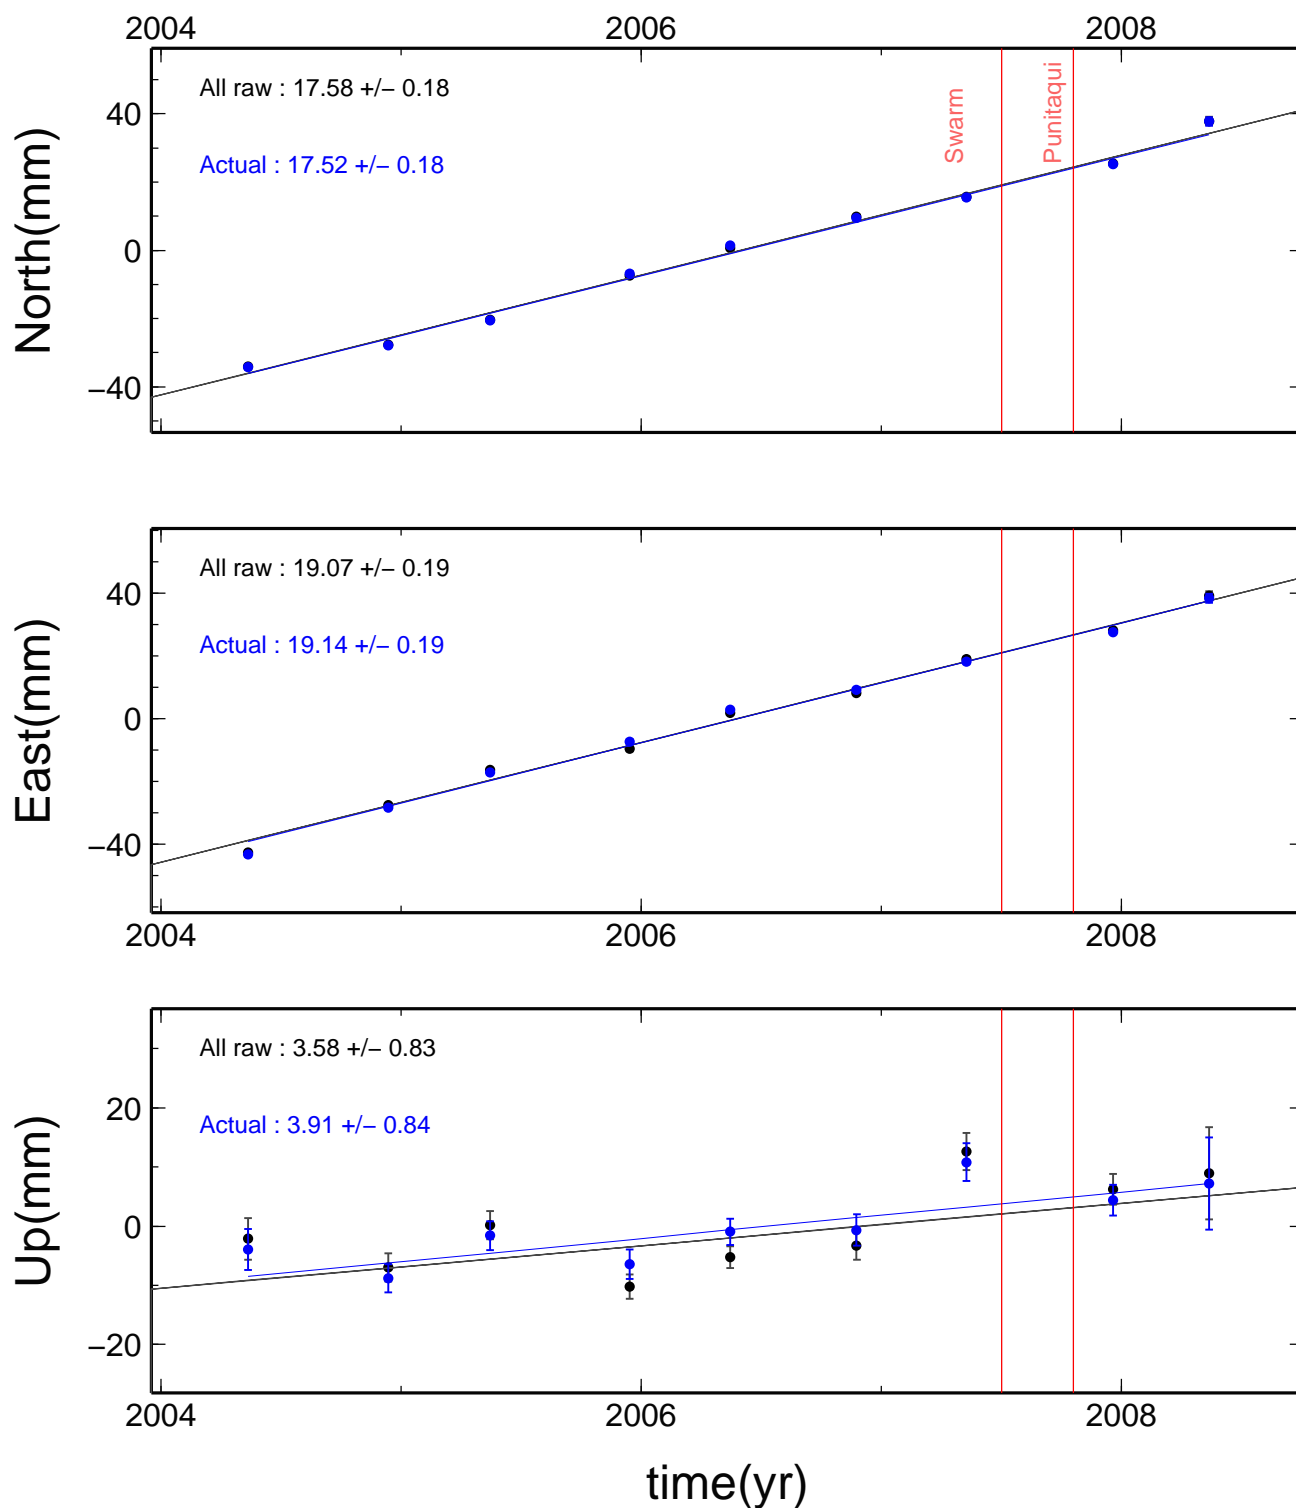 2004 2006 2008
North(mm)
40
0
−40
All raw : 17.58 +/− 0.18
Actual : 17.52 +/− 0.18
Swarm
Punitaqui
East(mm)
40
0
−40
All raw : 19.07 +/− 0.19
Actual : 19.14 +/− 0.19
2004 2006 2008
Up(mm)
20
0
−20
All raw : 3.58 +/− 0.83
Actual : 3.91 +/− 0.84
2004 2006 2008
time(yr)